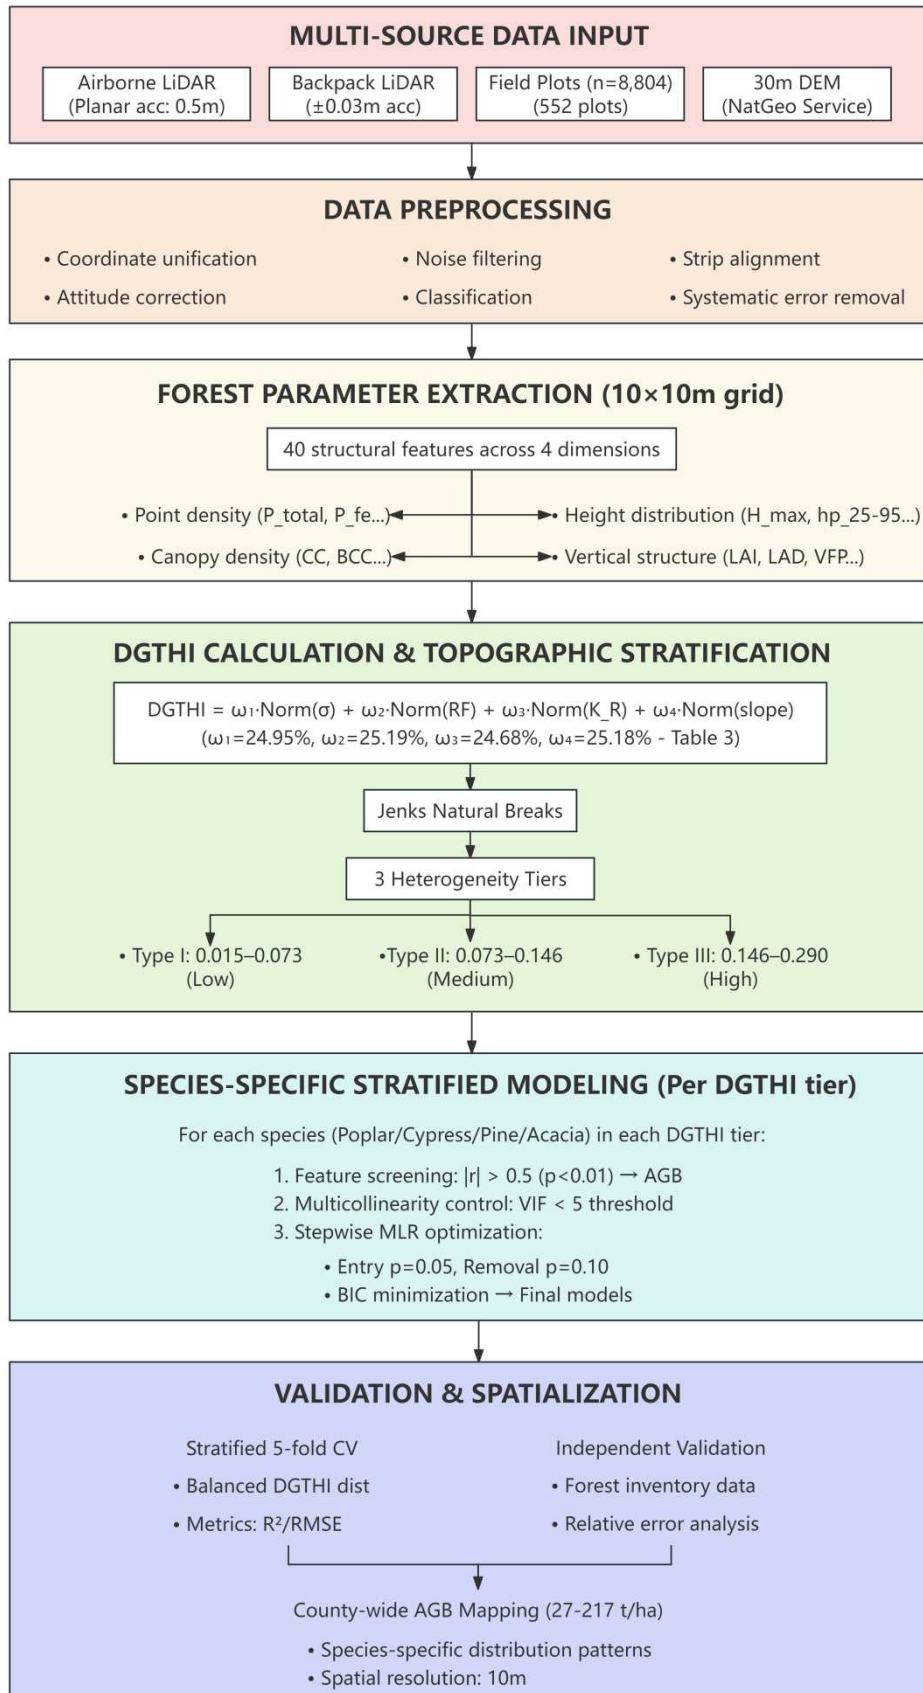 MULTI-SOURCE DATA INPUT
Airborne LiDAR
(Planar acc: 0.5m)
Backpack LiDAR
(±0.03m acc)
Field Plots (n=8,804)
(552 plots)
30m DEM
(NatGeo Service)
DATA PREPROCESSING
• Coordinate unification
• Noise filtering
• Strip alignment
• Attitude correction
• Classification
• Systematic error removal
FOREST PARAMETER EXTRACTION (10×10m grid)
40 structural features across 4 dimensions
• Point density (P_total, P_fe...)
• Height distribution (H_max, hp_25-95...)
• Canopy density (CC, BCC...)
• Vertical structure (LAI, LAD, VFP...)
DGTHI CALCULATION & TOPOGRAPHIC STRATIFICATION
DGTHI = ω₁·Norm(σ) + ω₂·Norm(RF) + ω₃·Norm(K_R) + ω₄·Norm(slope)
(ω₁=24.95%, ω₂=25.19%, ω₃=24.68%, ω₄=25.18% - Table 3)
Jenks Natural Breaks
3 Heterogeneity Tiers
• Type I: 0.015–0.073
(Low)
•Type II: 0.073–0.146
(Medium)
• Type III: 0.146–0.290
(High)
SPECIES-SPECIFIC STRATIFIED MODELING (Per DGTHI tier)
For each species (Poplar/Cypress/Pine/Acacia) in each DGTHI tier:
1. Feature screening: |r| > 0.5 (p<0.01) → AGB
2. Multicollinearity control: VIF < 5 threshold
3. Stepwise MLR optimization:
• Entry p=0.05, Removal p=0.10
• BIC minimization → Final models
VALIDATION & SPATIALIZATION
Stratified 5-fold CV
• Balanced DGTHI dist
• Metrics: R²/RMSE
Independent Validation
• Forest inventory data
• Relative error analysis
County-wide AGB Mapping (27-217 t/ha)
• Species-specific distribution patterns
• Spatial resolution: 10m